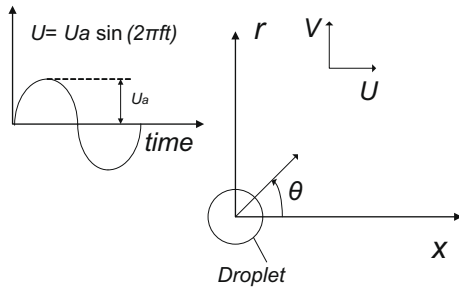 U= Ua sin (2πft)
Ua
time
r
V
U
θ
x
Droplet